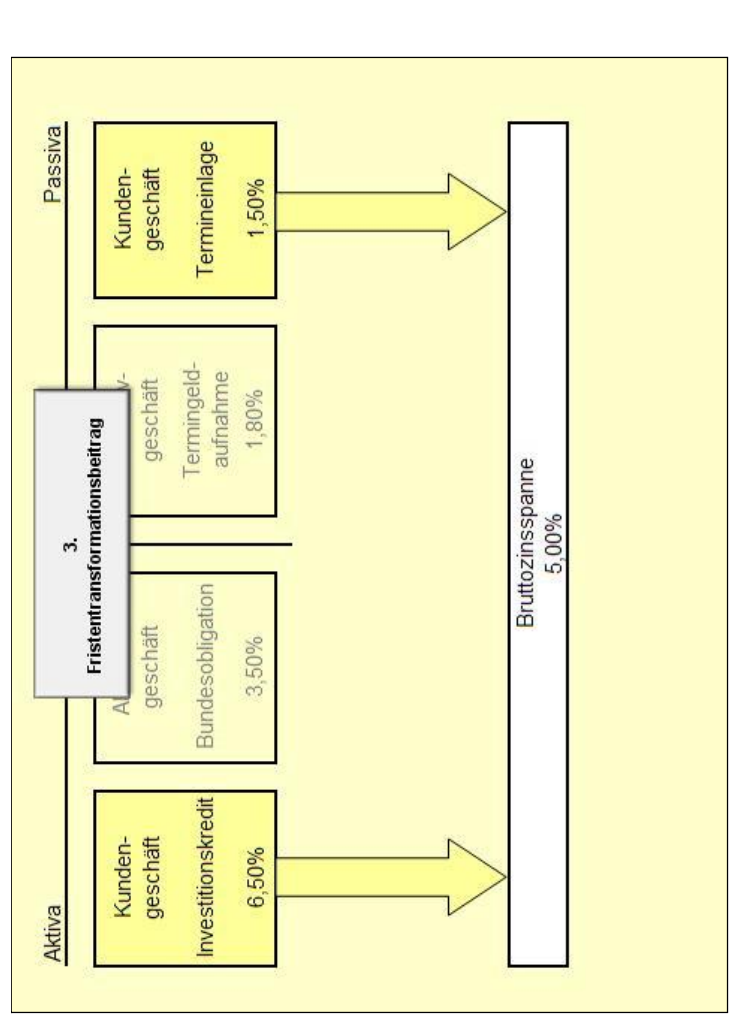 Aktiva
Passiva
3.
Fristentransformationsbeitrag
Kunden-
geschäft
Investitionskredit
6,50%
geschäft
Bundesobligation
3,50%
geschäft
Termingeld-
aufnahme
1,80%
Kunden-
geschäft
Termineinlage
1,50%
Bruttozinsspanne
5,00%